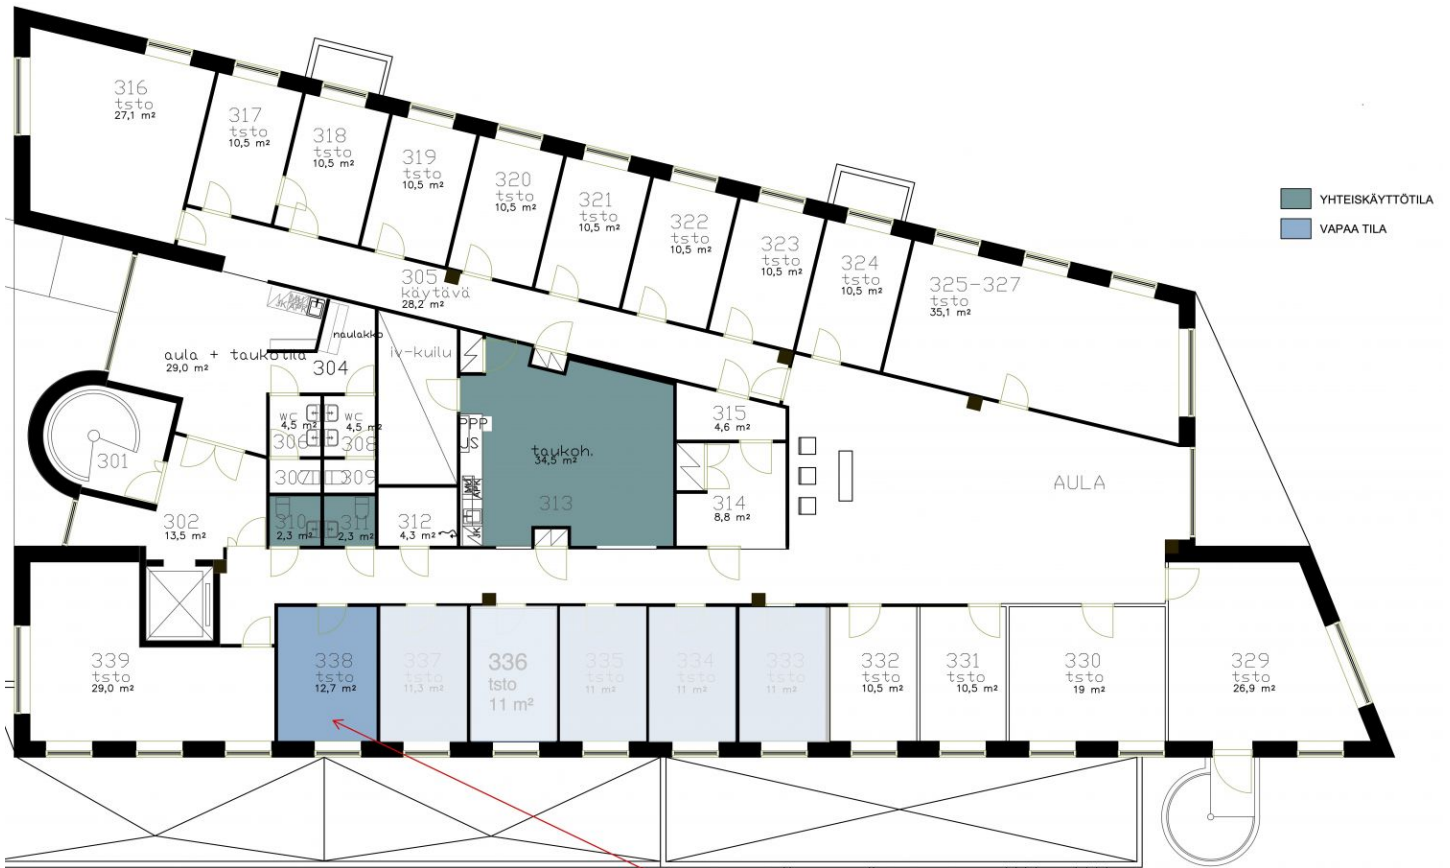 316
tsto
27,1 m²
317
tsto
10,5 m²
318
tsto
10,5 m²
319
tsto
10,5 m²
320
tsto
10,5 m²
321
tsto
10,5 m²
322
tsto
10,5 m²
323
tsto
10,5 m²
324
tsto
10,5 m²
325-327
tsto
35,1 m²
YHTEISKÄYTTÖTILA
VAPAA TILA
305
käytävä
28,2 m²
naulakko
aula + taukotila
29,0 m²
304
iv-kuilu
wc
4,5 m²
306
wc
4,5 m²
308
301
307
309
302
13,5 m²
310
2,3 m²
311
2,3 m²
312
4,3 m²
PPP
JS
taukoh.
34,5 m²
313
APK
JK
315
4,6 m²
314
8,8 m²
AULA
339
tsto
29,0 m²
338
tsto
12,7 m²
337
tsto
11,3 m²
336
tsto
11 m²
335
tsto
11 m²
334
tsto
11 m²
333
tsto
11 m²
332
tsto
10,5 m²
331
tsto
10,5 m²
330
tsto
19 m²
329
tsto
26,9 m²